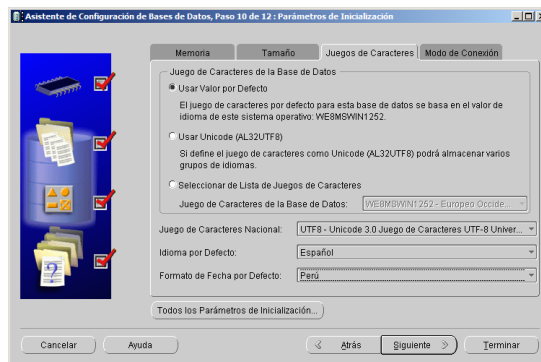 Asistente de Configuración de Bases de Datos, Paso 10 de 12 : Parámetros de Inicialización
Memoria Tamaño Juegos de Caracteres Modo de Conexión
Juego de Caracteres de la Base de Datos
Usar Valor por Defecto
El juego de caracteres por defecto para esta base de datos se basa en el valor de
idioma de este sistema operativo: WE8MSWIN1252.
Usar Unicode (AL32UTF8)
Si define el juego de caracteres como Unicode (AL32UTF8) podrá almacenar varios
grupos de idiomas.
Seleccionar de Lista de Juegos de Caracteres
Juego de Caracteres de la Base de Datos: WE8MSWIN1252 - Europeo Occide...
Juego de Caracteres Nacional: UTF8 - Unicode 3.0 Juego de Caracteres UTF-8 Univer...
Idioma por Defecto: Español
Formato de Fecha por Defecto: Perú
Todos los Parámetros de Inicialización...
Cancelar Ayuda Atrás Siguiente Terminar